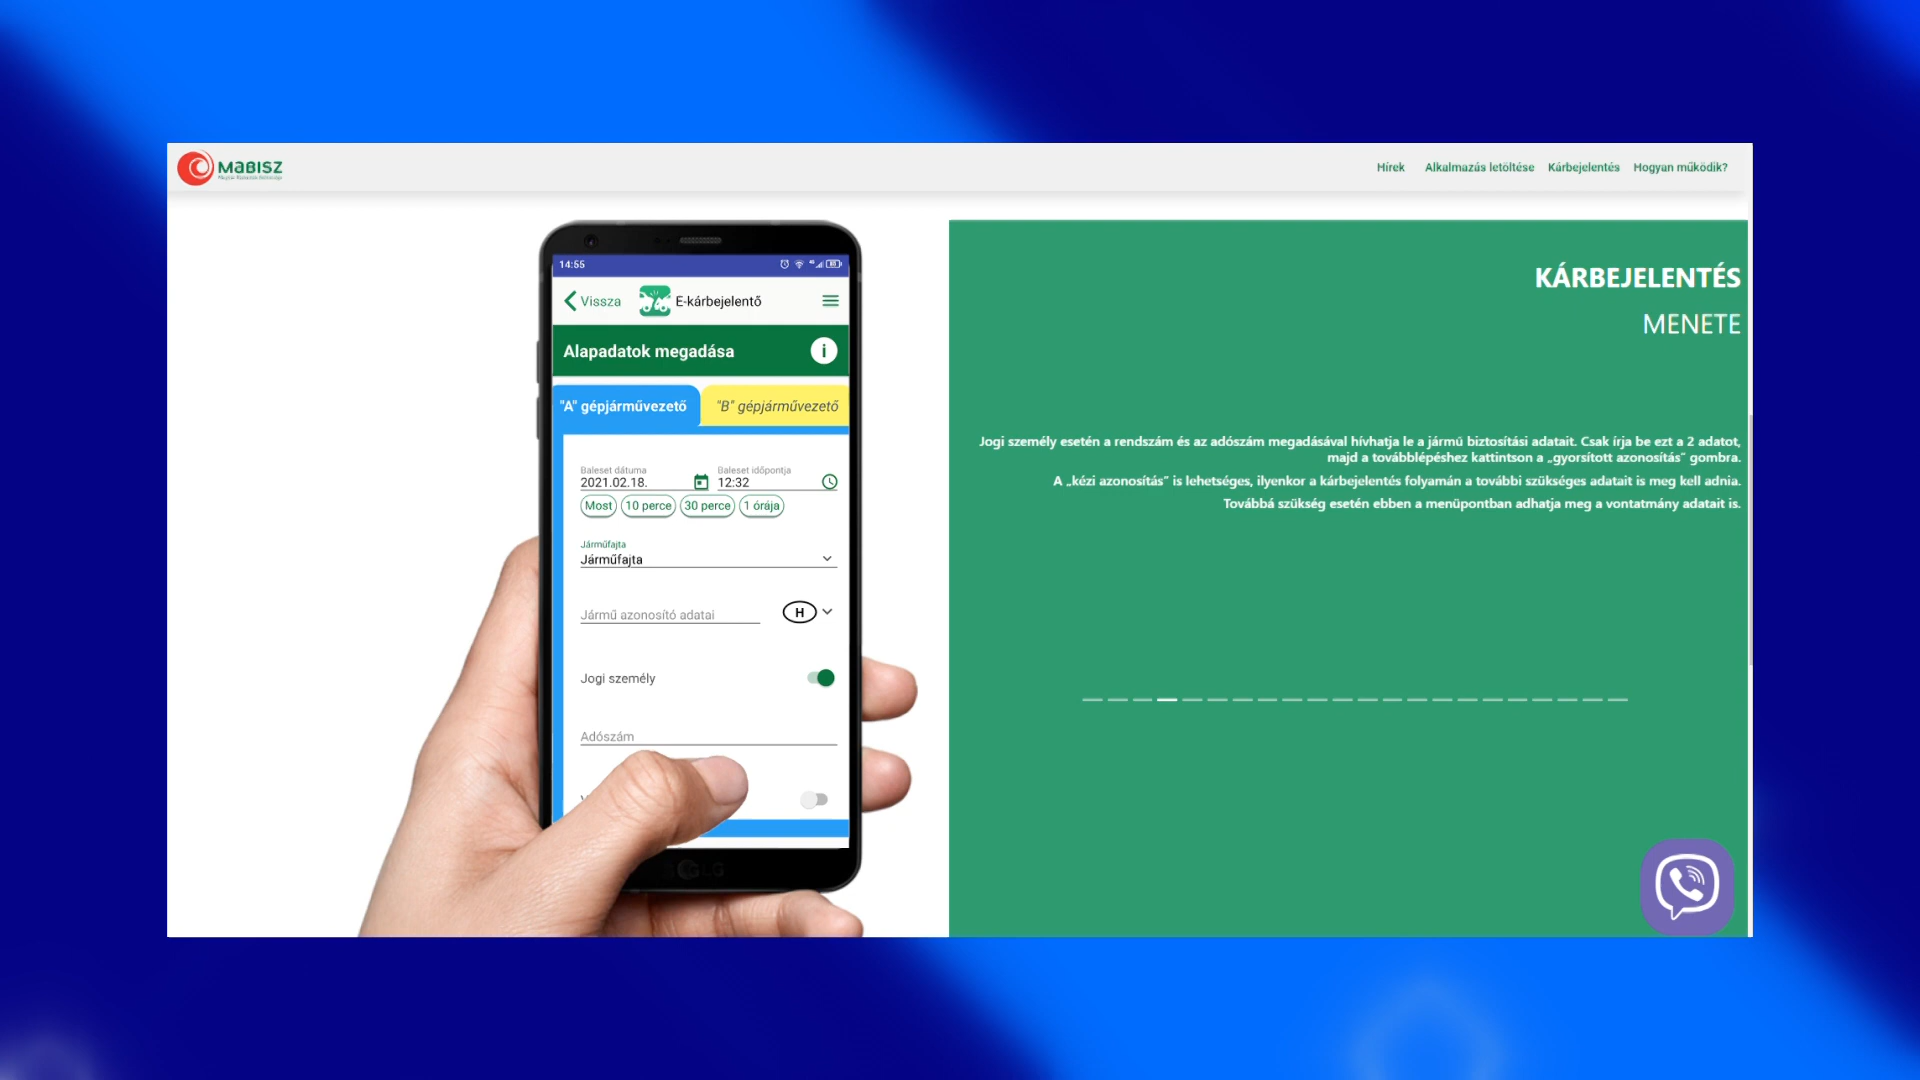 MABISZ
Hírek Alkalmazás letöltése Kárbejelentés Hogyan működik?
14:55
Vissza E-kárbejelentő
Alapadatok megadása
"A" gépjárművezető "B" gépjárművezető
Baleset dátuma Baleset időpontja
2021.02.18. 12:32
Most 10 perce 30 perce 1 órája
Járműfajta
Járműfajta
Jármű azonosító adatai H
Jogi személy
Adószám
LG
KÁRBEJELENTÉS
MENETE
Jogi személy esetén a rendszám és az adószám megadásával hívhatja le a jármű biztosítási adatait. Csak írja be ezt a 2 adatot,
majd a továbblépéshez kattintson a „gyorsított azonosítás” gombra.
A „kézi azonosítás” is lehetséges, ilyenkor a kárbejelentés folyamán a további szükséges adatait is meg kell adnia.
Továbbá szükség esetén ebben a menüpontban adhatja meg a vontatmány adatait is.